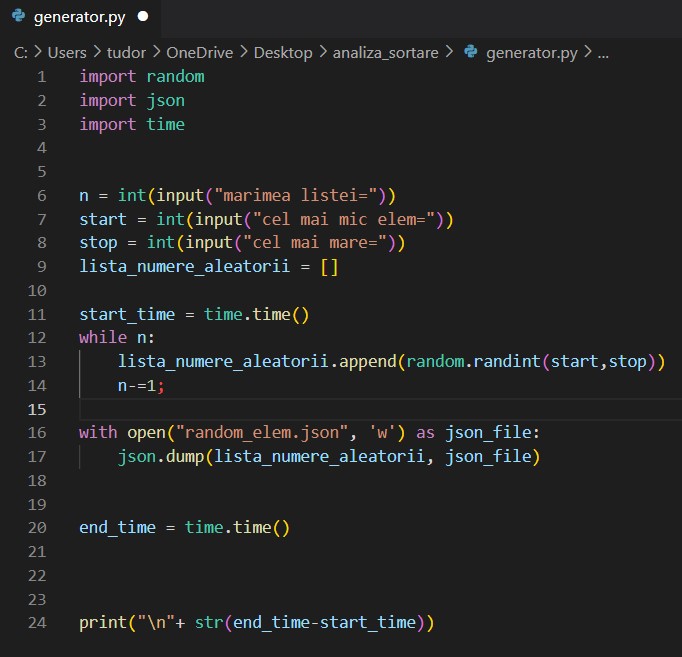 generator.py
C: > Users > tudor > OneDrive > Desktop > analiza_sortare > generator.py > ...
1 import random
2 import json
3 import time
4
5
6 n = int(input("marimea listei="))
7 start = int(input("cel mai mic elem="))
8 stop = int(input("cel mai mare="))
9 lista_numere_aleatorii = []
10
11 start_time = time.time()
12 while n:
13     lista_numere_aleatorii.append(random.randint(start,stop))
14     n-=1;
15
16 with open("random_elem.json", 'w') as json_file:
17     json.dump(lista_numere_aleatorii, json_file)
18
19
20 end_time = time.time()
21
22
23
24 print("\n"+ str(end_time-start_time))